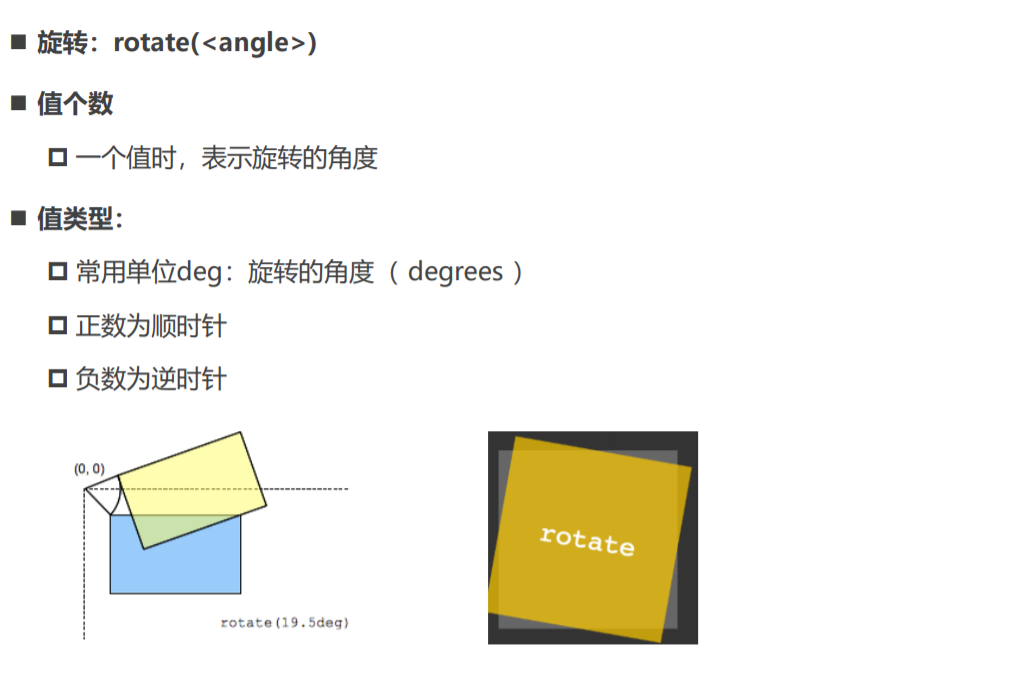 旋转：rotate(<angle>)
值个数
一个值时，表示旋转的角度
值类型：
常用单位deg：旋转的角度（ degrees ）
正数为顺时针
负数为逆时针
(0, 0)
rotate(19.5deg)
rotate